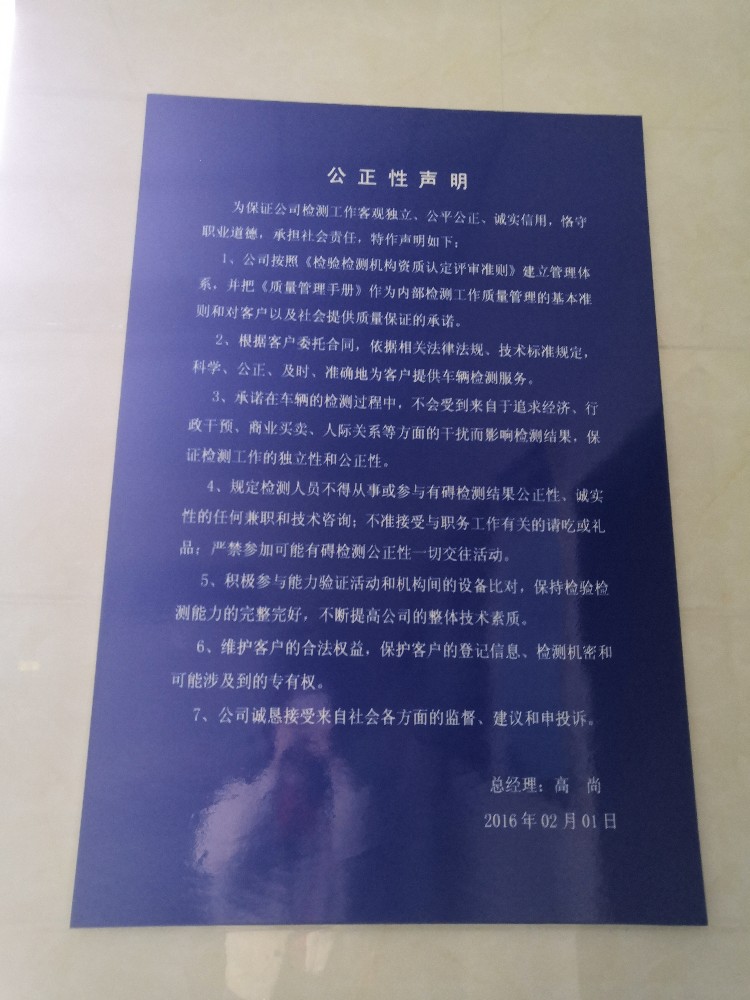 公正性声明
为保证公司检测工作客观独立、公平公正、诚实信用，恪守
职业道德，承担社会责任，特作声明如下：
1、公司按照《检验检测机构资质认定评审准则》建立管理体
系，并把《质量管理手册》作为内部检测工作质量管理的基本准
则和对客户以及社会提供质量保证的承诺。
2、根据客户委托合同，依据相关法律法规、技术标准规定，
科学、公正、及时、准确地为客户提供车辆检测服务。
3、承诺在车辆的检测过程中，不会受到来自于追求经济、行
政干预、商业买卖、人际关系等方面的干扰而影响检测结果，保
证检测工作的独立性和公正性。
4、规定检测人员不得从事或参与有碍检测结果公正性、诚实
性的任何兼职和技术咨询；不准接受与职务工作有关的请吃或礼
品；严禁参加可能有碍检测公正性一切交往活动。
5、积极参与能力验证活动和机构间的设备比对，保持检验检
测能力的完整完好，不断提高公司的整体技术素质。
6、维护客户的合法权益，保护客户的登记信息、检测机密和
可能涉及到的专有权。
7、公司诚恳接受来自社会各方面的监督、建议和申投诉。
总经理：高 尚
2016年02月01日